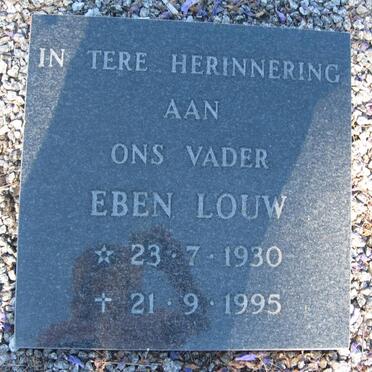 IN TERE HERINNERING
AAN
ONS VADER
EBEN LOUW
☆ 23·7·1930
✝ 21·9·1995